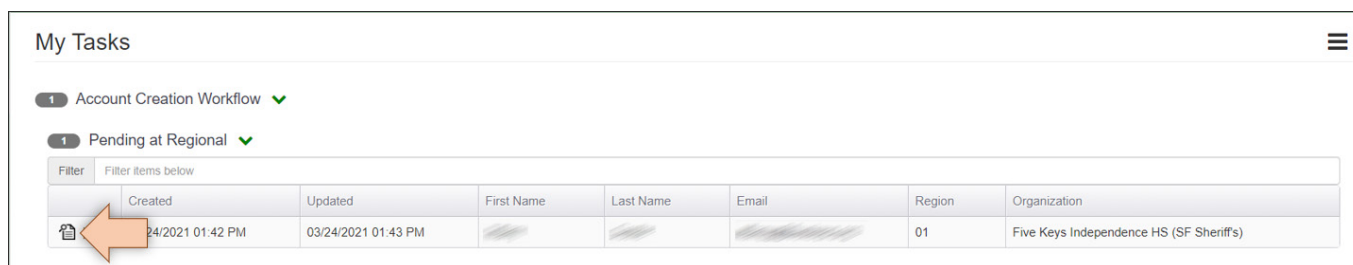 My Tasks
1 Account Creation Workflow
1 Pending at Regional
Filter Filter items below
Created Updated First Name Last Name Email Region Organization
24/2021 01:42 PM 03/24/2021 01:43 PM 01 Five Keys Independence HS (SF Sheriff's)